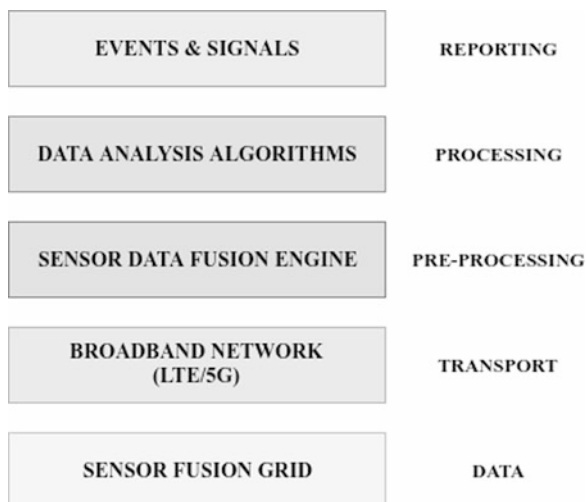 EVENTS & SIGNALS REPORTING
DATA ANALYSIS ALGORITHMS PROCESSING
SENSOR DATA FUSION ENGINE PRE-PROCESSING
BROADBAND NETWORK
(LTE/5G)
TRANSPORT
SENSOR FUSION GRID DATA